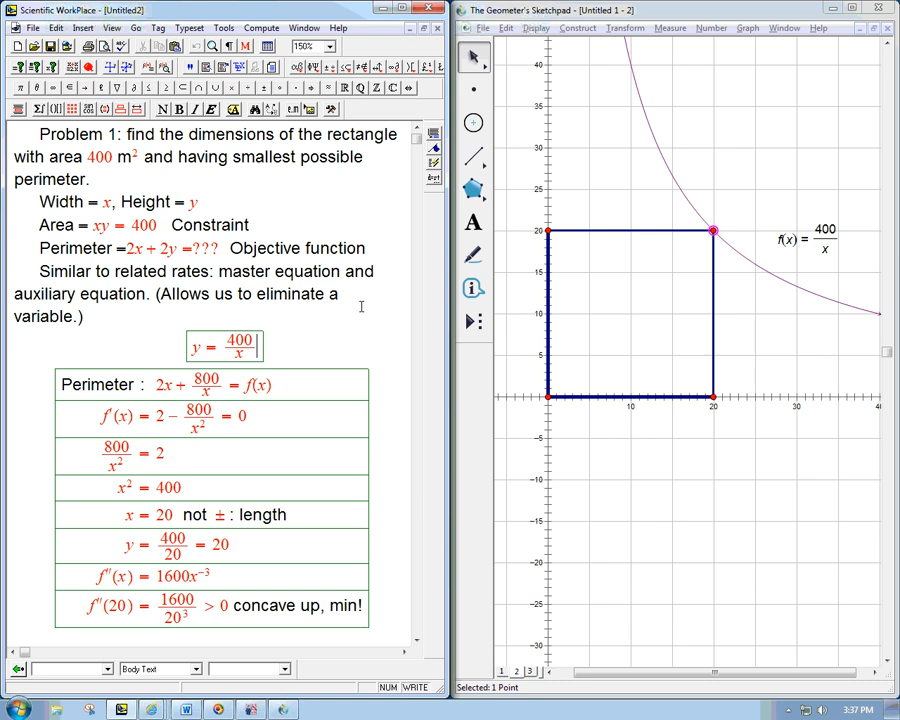 Scientific WorkPlace - [Untitled2]
File Edit Insert View Go Tag Typeset Tools Compute Window Help
150%
N B I E
Problem 1: find the dimensions of the rectangle
with area 400 m² and having smallest possible
perimeter.
Width = x, Height = y
Area = xy = 400 Constraint
Perimeter =2x + 2y =??? Objective function
Similar to related rates: master equation and
auxiliary equation. (Allows us to eliminate a
variable.)
y = 400/x
Perimeter : 2x + 800/x = f(x)
f′(x) = 2 − 800/x² = 0
800/x² = 2
x² = 400
x = 20 not ± : length
y = 400/20 = 20
f″(x) = 1600x⁻³
f″(20) = 1600/20³ > 0 concave up, min!
Body Text
NUM WRITE
The Geometer's Sketchpad - [Untitled 1 - 2]
File Edit Display Construct Transform Measure Number Graph Window Help
40
35
30
25
20
15
10
5
10 20 30 40
-5
-10
-15
-20
-25
-30
f(x) = 400/x
A
1 2 3
Selected: 1 Point
3:37 PM